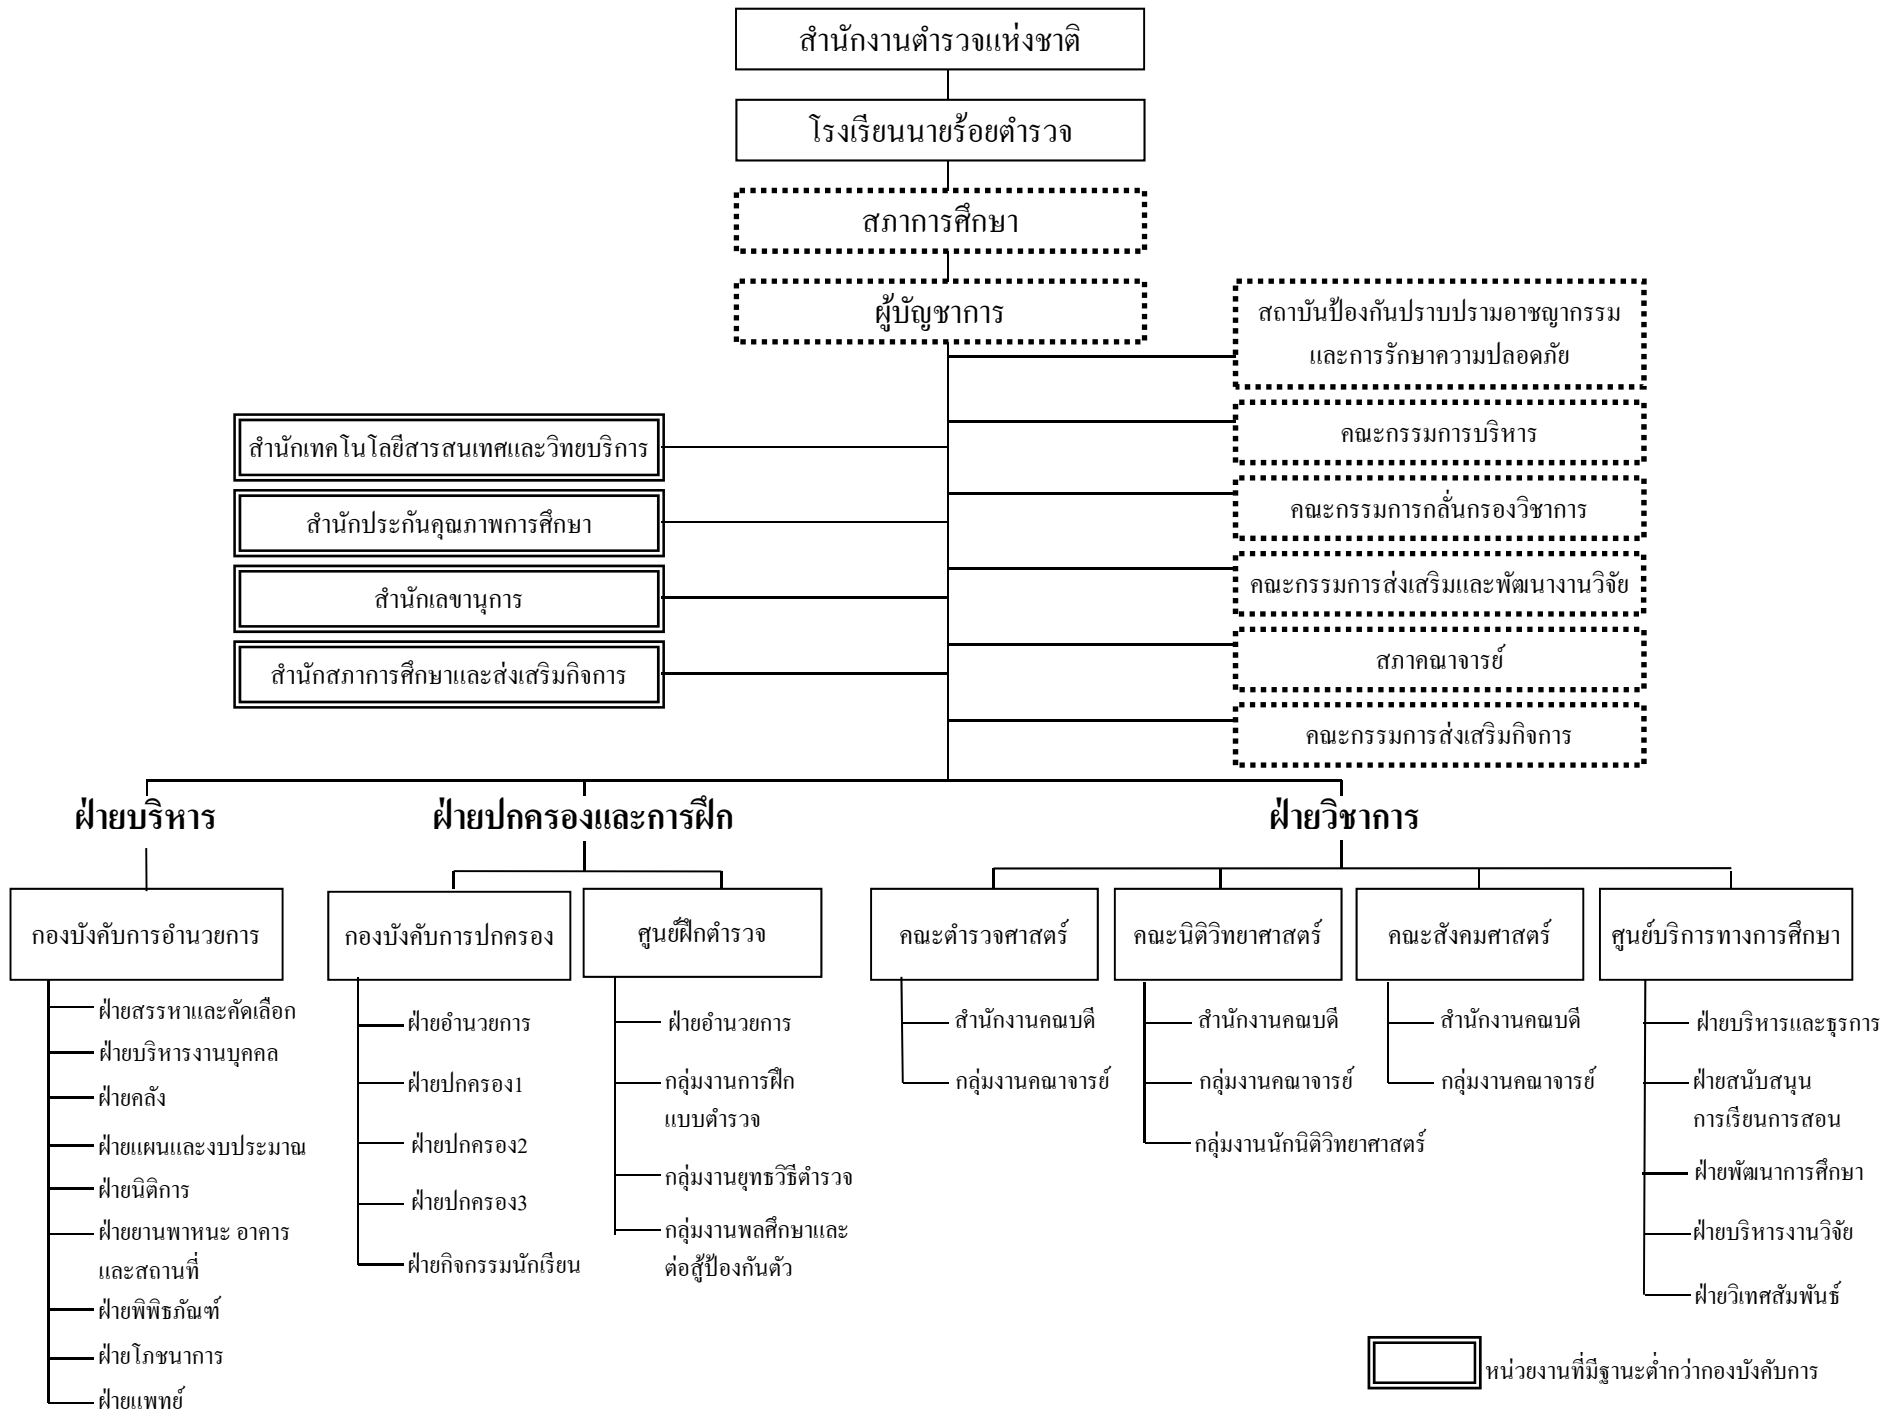 สำนักงานตำรวจแห่งชาติ
โรงเรียนนายร้อยตำรวจ
สภาการศึกษา
ผู้บัญชาการ
สถาบันป้องกันปราบปรามอาชญากรรม
และการรักษาความปลอดภัย
คณะกรรมการบริหาร
คณะกรรมการกลั่นกรองวิชาการ
คณะกรรมการส่งเสริมและพัฒนางานวิจัย
สภาคณาจารย์
คณะกรรมการส่งเสริมกิจการ
สำนักเทคโนโลยีสารสนเทศและวิทยบริการ
สำนักประกันคุณภาพการศึกษา
สำนักเลขานุการ
สำนักสภาการศึกษาและส่งเสริมกิจการ
ฝ่ายบริหาร
กองบังคับการอำนวยการ
ฝ่ายสรรหาและคัดเลือก
ฝ่ายบริหารงานบุคคล
ฝ่ายคลัง
ฝ่ายแผนและงบประมาณ
ฝ่ายนิติการ
ฝ่ายยานพาหนะ อาคาร
และสถานที่
ฝ่ายพิพิธภัณฑ์
ฝ่ายโภชนาการ
ฝ่ายแพทย์
ฝ่ายปกครองและการฝึก
กองบังคับการปกครอง
ฝ่ายอำนวยการ
ฝ่ายปกครอง1
ฝ่ายปกครอง2
ฝ่ายปกครอง3
ฝ่ายกิจกรรมนักเรียน
ศูนย์ฝึกตำรวจ
ฝ่ายอำนวยการ
กลุ่มงานการฝึก
แบบตำรวจ
กลุ่มงานยุทธวิธีตำรวจ
กลุ่มงานพลศึกษาและ
ต่อสู้ป้องกันตัว
ฝ่ายวิชาการ
คณะตำรวจศาสตร์
สำนักงานคณบดี
กลุ่มงานคณาจารย์
คณะนิติวิทยาศาสตร์
สำนักงานคณบดี
กลุ่มงานคณาจารย์
กลุ่มงานนักนิติวิทยาศาสตร์
คณะสังคมศาสตร์
สำนักงานคณบดี
กลุ่มงานคณาจารย์
ศูนย์บริการทางการศึกษา
ฝ่ายบริหารและธุรการ
ฝ่ายสนับสนุน
การเรียนการสอน
ฝ่ายพัฒนาการศึกษา
ฝ่ายบริหารงานวิจัย
ฝ่ายวิเทศสัมพันธ์
หน่วยงานที่มีฐานะต่ำกว่ากองบังคับการ